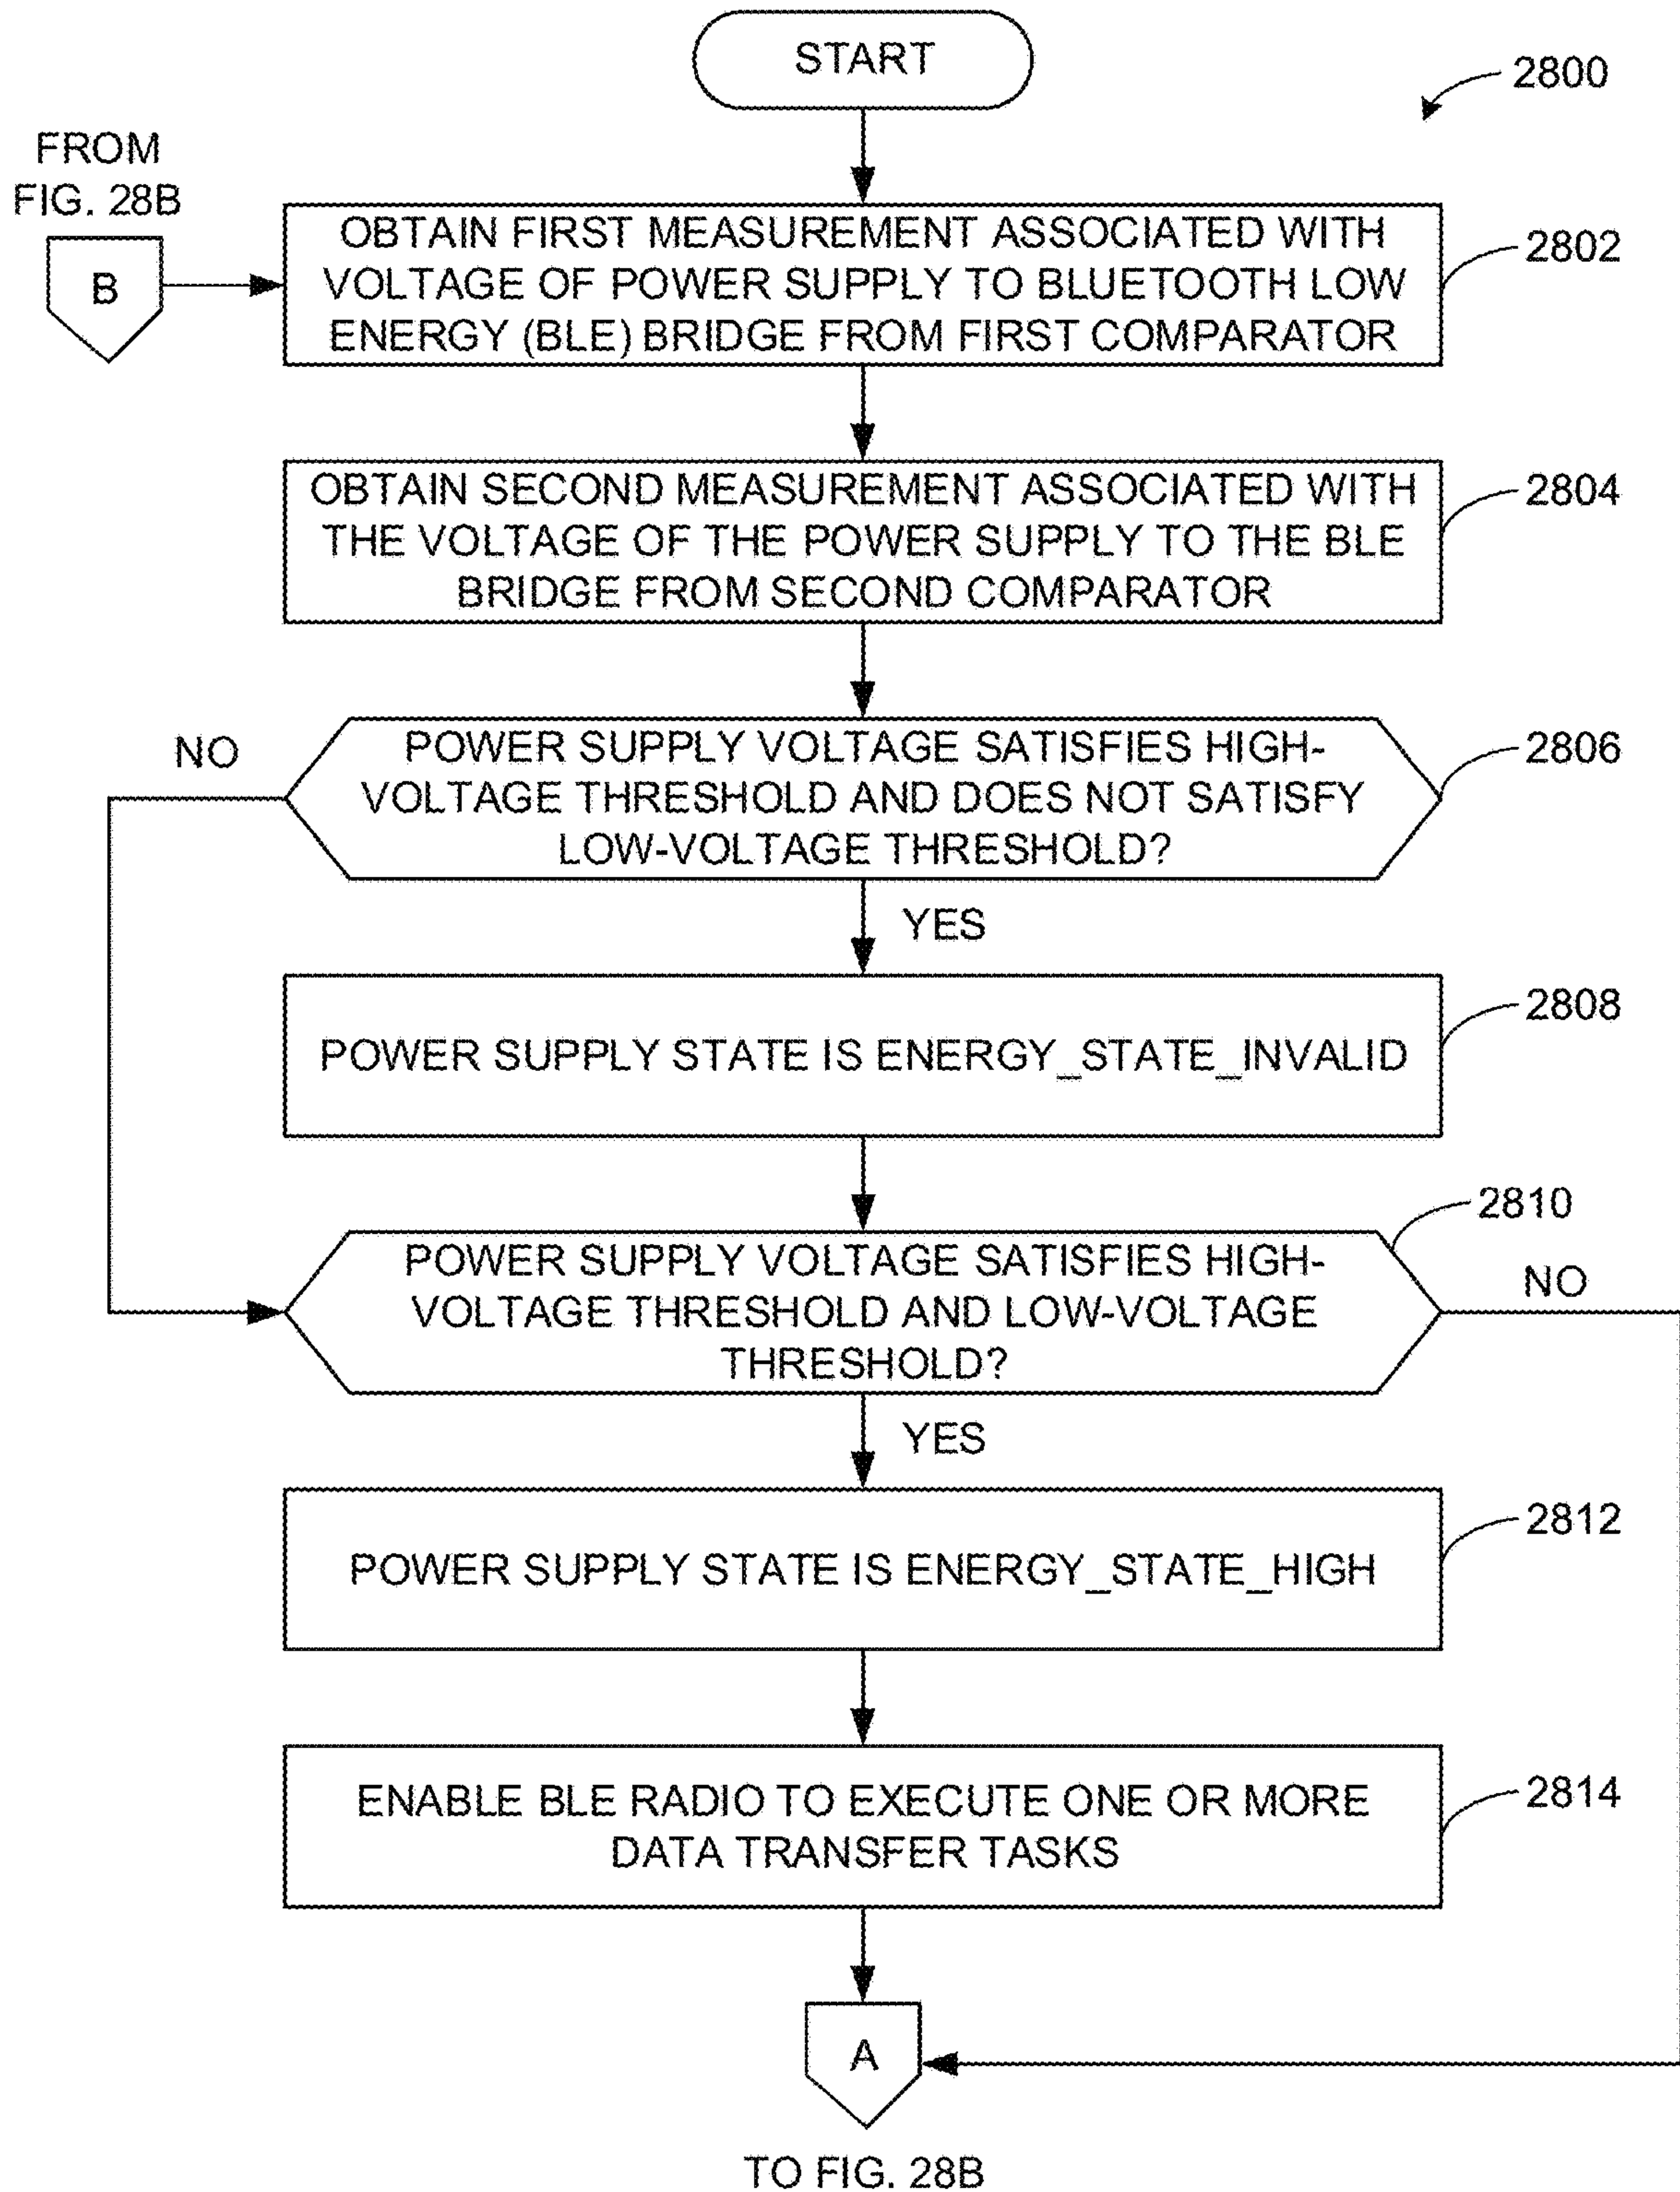 START
2800
FROM
FIG. 28B
B
OBTAIN FIRST MEASUREMENT ASSOCIATED WITH
VOLTAGE OF POWER SUPPLY TO BLUETOOTH LOW
ENERGY (BLE) BRIDGE FROM FIRST COMPARATOR
2802
OBTAIN SECOND MEASUREMENT ASSOCIATED WITH
THE VOLTAGE OF THE POWER SUPPLY TO THE BLE
BRIDGE FROM SECOND COMPARATOR
2804
NO
POWER SUPPLY VOLTAGE SATISFIES HIGH-
VOLTAGE THRESHOLD AND DOES NOT SATISFY
LOW-VOLTAGE THRESHOLD?
2806
YES
POWER SUPPLY STATE IS ENERGY_STATE_INVALID
2808
POWER SUPPLY VOLTAGE SATISFIES HIGH-
VOLTAGE THRESHOLD AND LOW-VOLTAGE
THRESHOLD?
2810
NO
YES
POWER SUPPLY STATE IS ENERGY_STATE_HIGH
2812
ENABLE BLE RADIO TO EXECUTE ONE OR MORE
DATA TRANSFER TASKS
2814
A
TO FIG. 28B